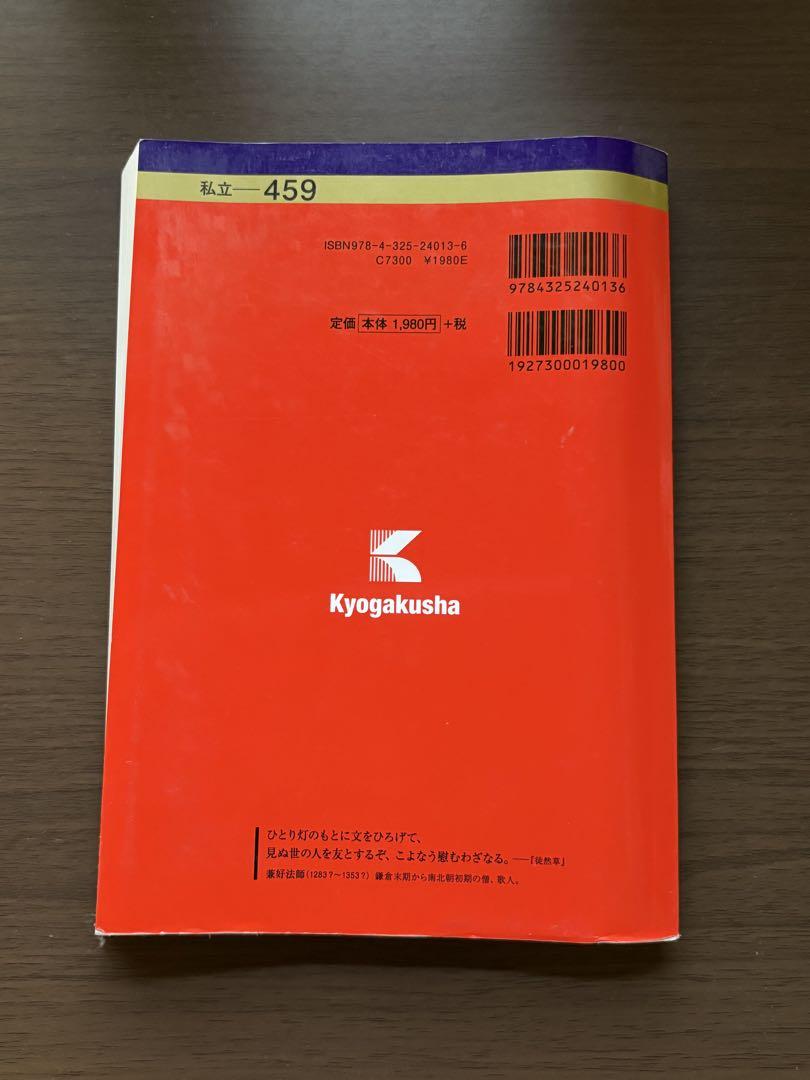 私立―459
ISBN978-4-325-24013-6
C7300 ¥1980E
9784325240136
定価 本体 1,980円 +税
1927300019800
Kyogakusha
ひとり灯のもとに文をひろげて、
見ぬ世の人を友とするぞ、こよなう慰むわざなる。―『徒然草』
兼好法師(1283?~1353?) 鎌倉末期から南北朝初期の僧、歌人。